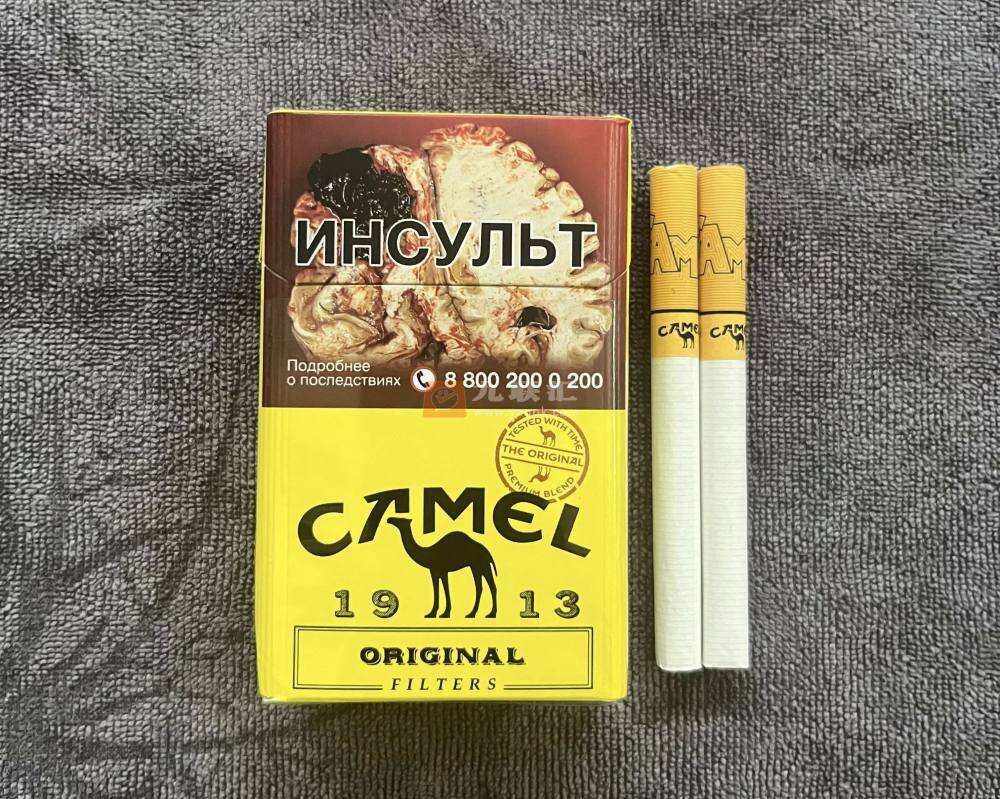 ИНСУЛЬТ
Подробнее
о последствиях
8 800 200 0 200
TESTED WITH TIME
THE ORIGINAL
PREMIUM BLEND
CAMEL
19 13
ORIGINAL
FILTERS
CAMEL
CAM